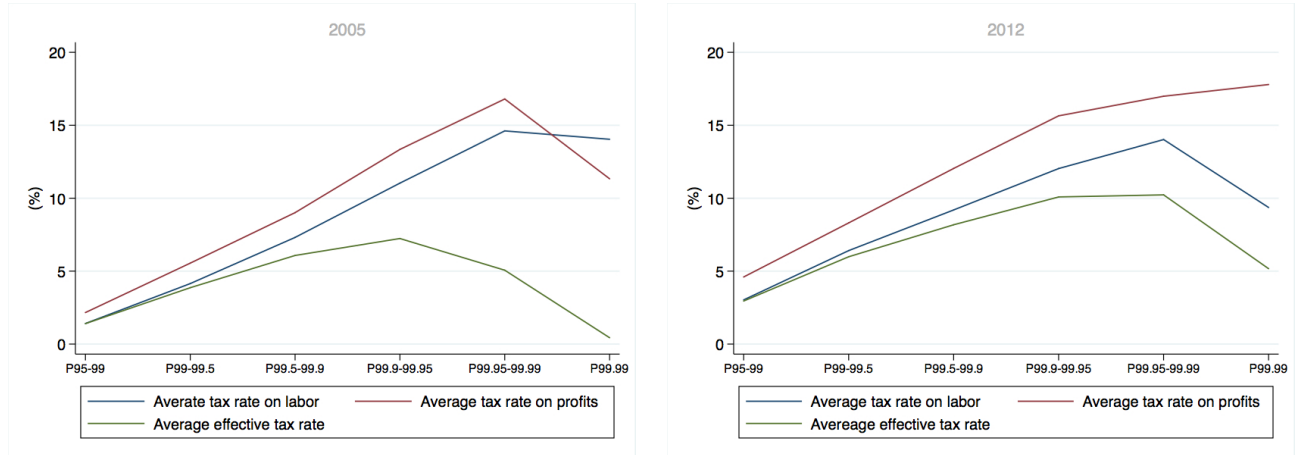 2005
20
15
10
5
0
(%)
P95-99 P99-99.5 P99.5-99.9 P99.9-99.95 P99.95-99.99 P99.99
Averate tax rate on labor Average tax rate on profits
Average effective tax rate
2012
20
15
10
5
0
(%)
P95-99 P99-99.5 P99.5-99.9 P99.9-99.95 P99.95-99.99 P99.99
Average tax rate on labor Average tax rate on profits
Avereage effective tax rate